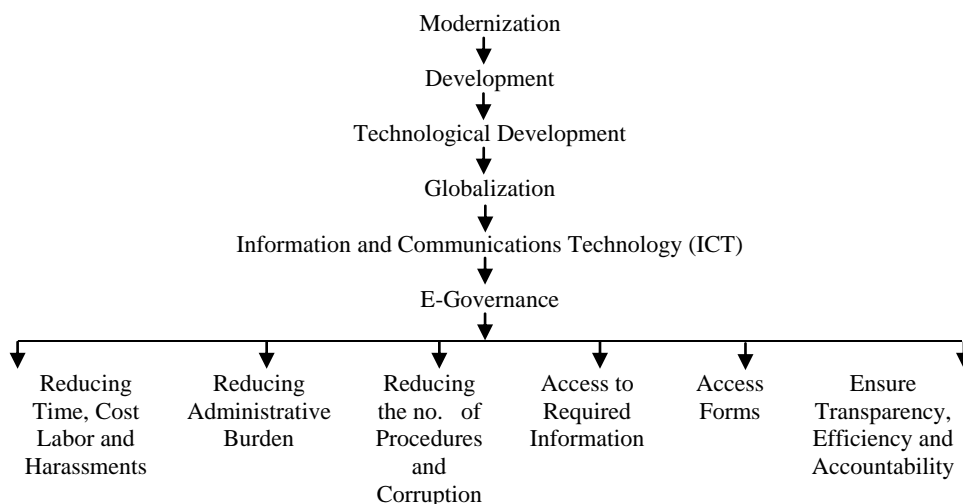 Modernization
Development
Technological Development
Globalization
Information and Communications Technology (ICT)
E-Governance
Reducing
Time, Cost
Labor and
Harassments
Reducing
Administrative
Burden
Reducing
the no. of
Procedures
and
Corruption
Access to
Required
Information
Access
Forms
Ensure
Transparency,
Efficiency and
Accountability